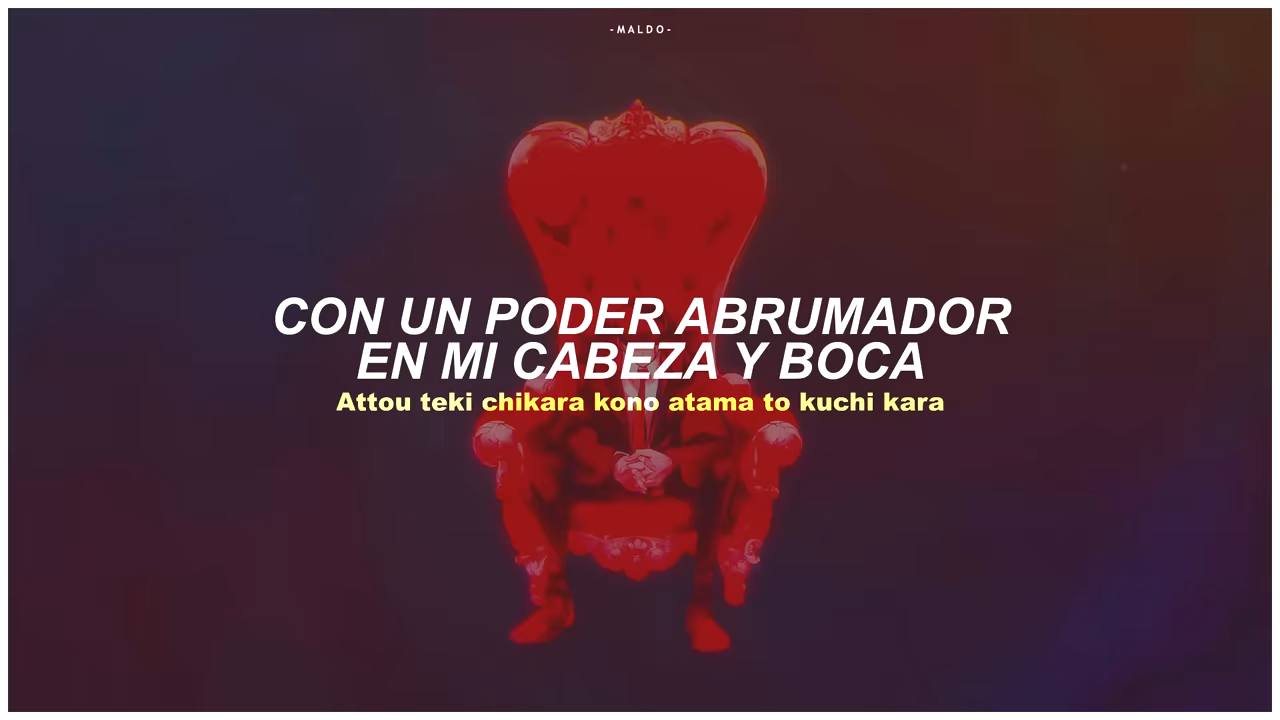 -MALDO-
CON UN PODER ABRUMADOR
EN MI CABEZA Y BOCA
Attou teki chikara kono atama to kuchi kara